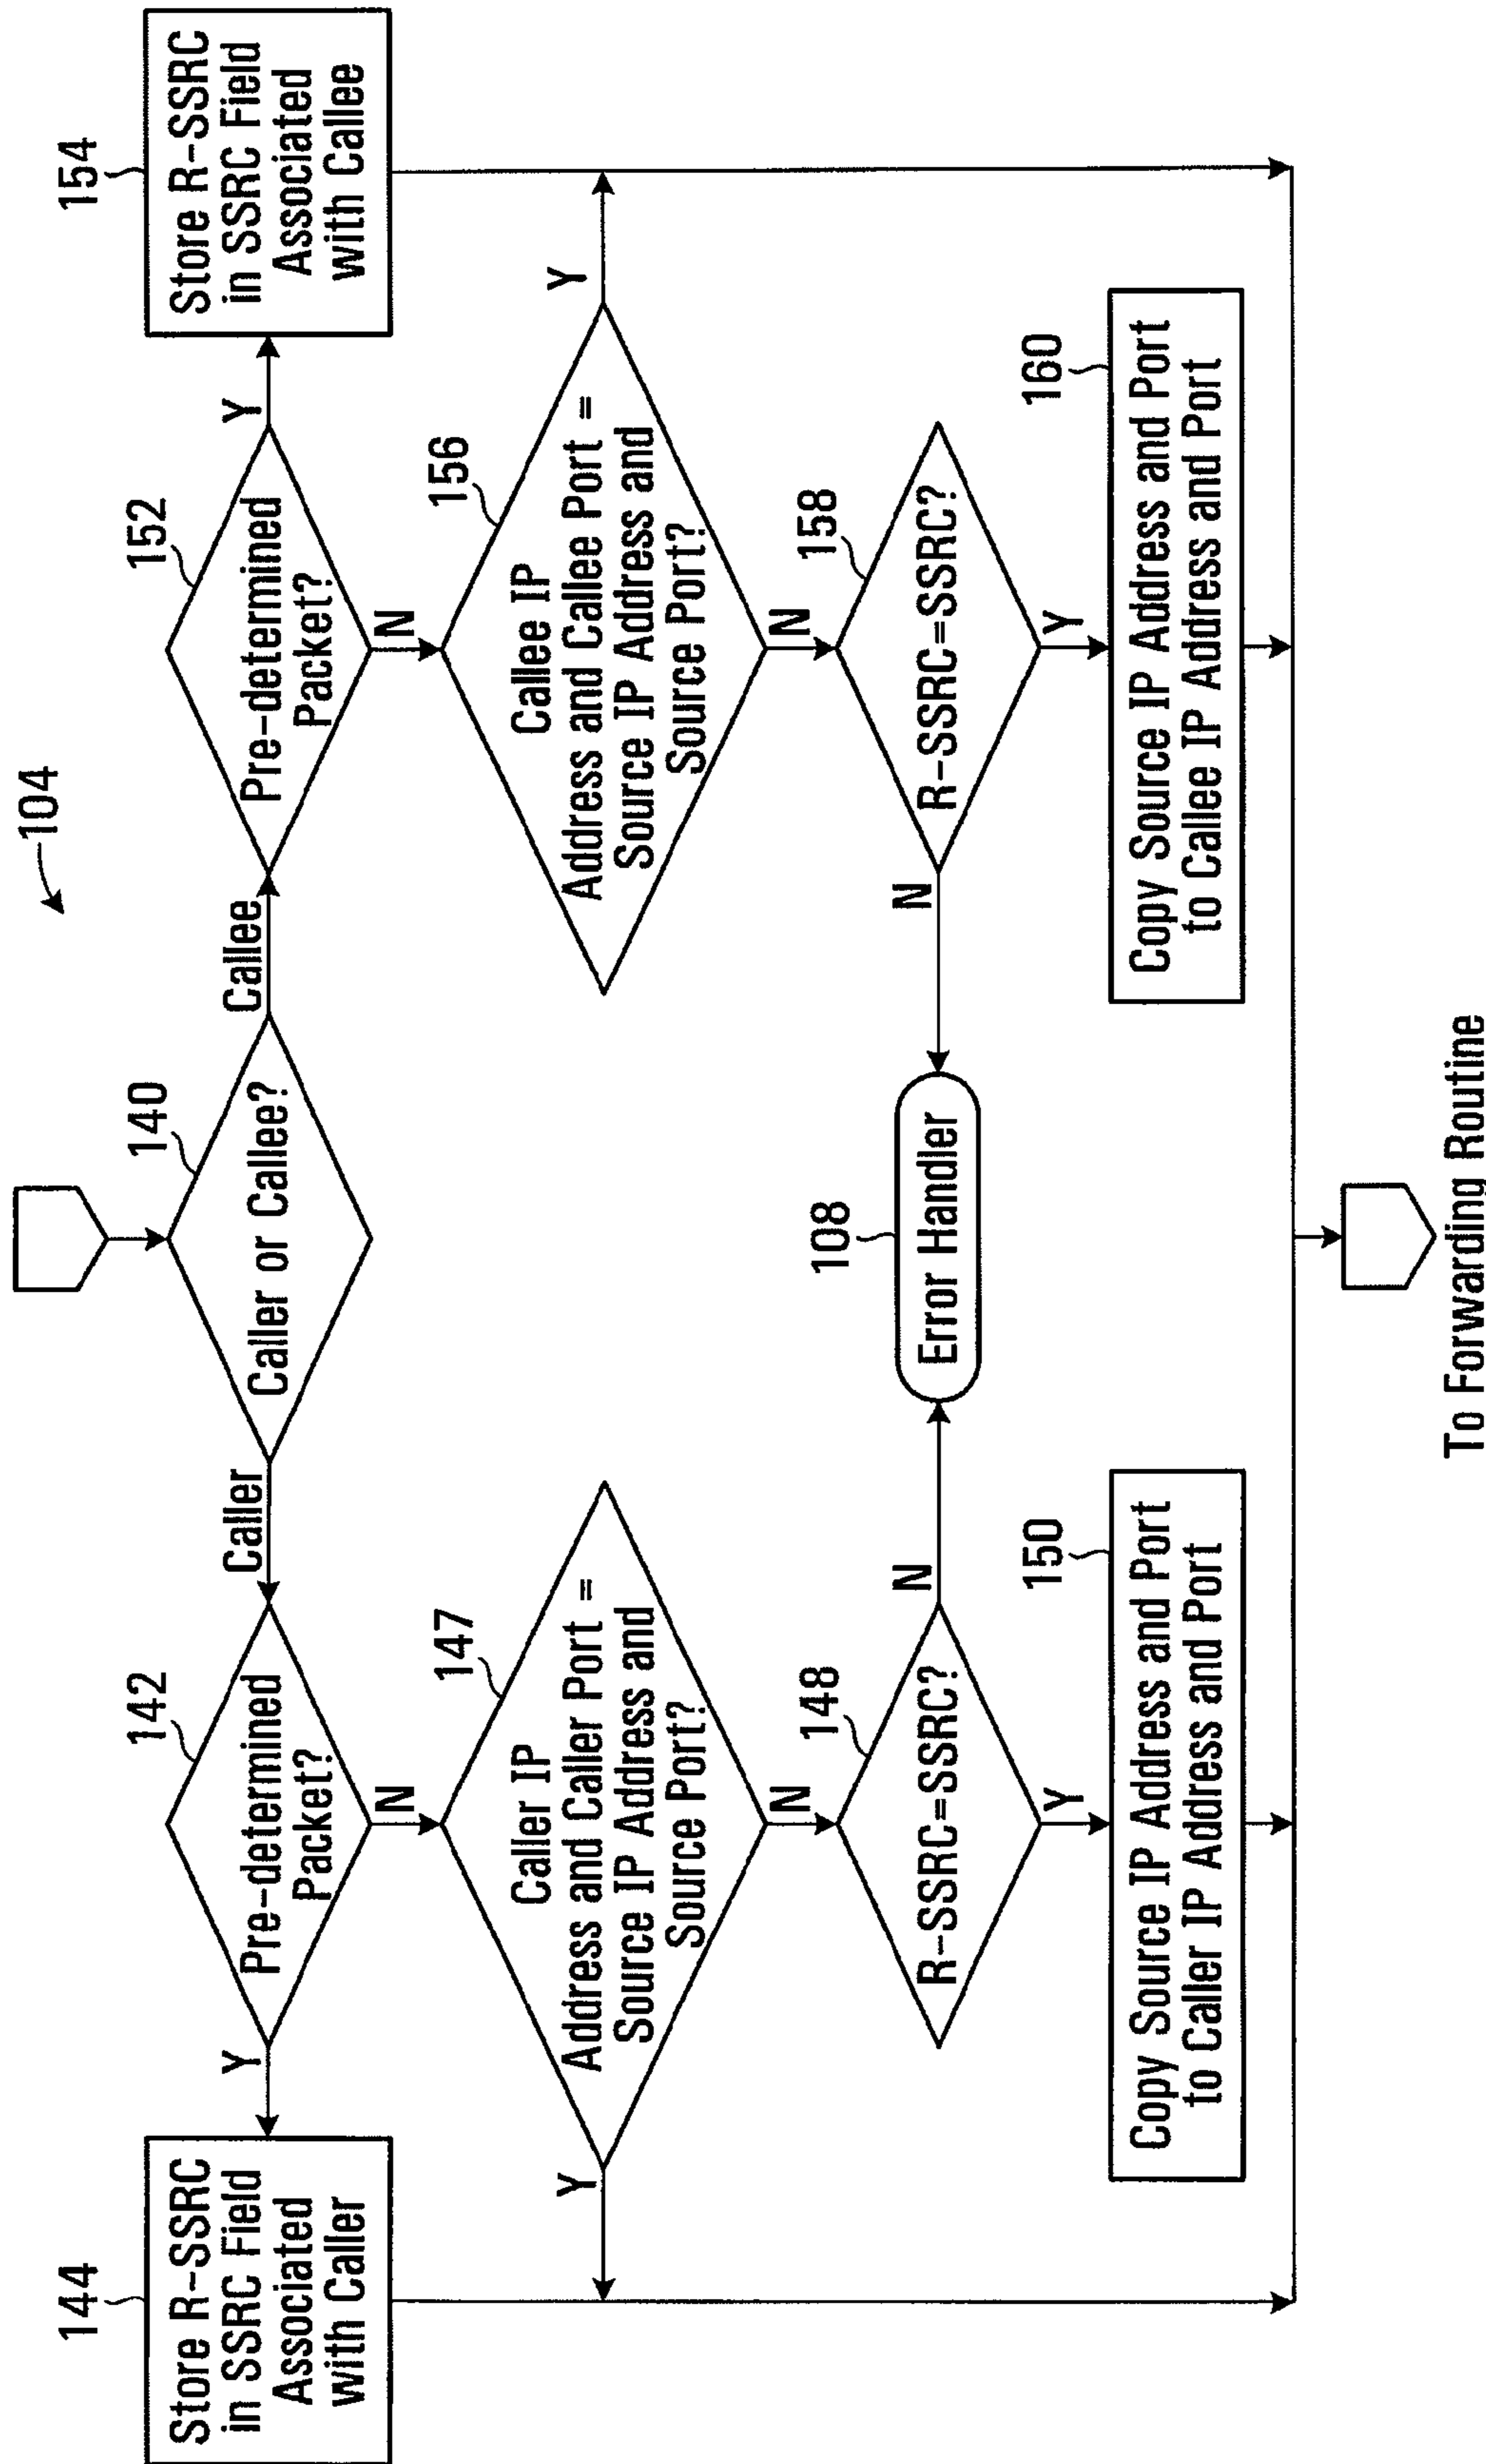 104
140
Caller or Callee?
Caller
Callee
142
Pre-determined
Packet?
Y
N
144
Store R-SSRC
in SSRC Field
Associated
with Caller
147
Caller IP
Address and Caller Port =
Source IP Address and
Source Port?
Y
N
148
R-SSRC=SSRC?
N
Y
150
Copy Source IP Address and Port
to Caller IP Address and Port
108
Error Handler
152
Pre-determined
Packet?
Y
N
154
Store R-SSRC
in SSRC Field
Associated
with Callee
156
Callee IP
Address and Callee Port =
Source IP Address and
Source Port?
Y
N
158
R-SSRC=SSRC?
N
Y
160
Copy Source IP Address and Port
to Callee IP Address and Port
To Forwarding Routine